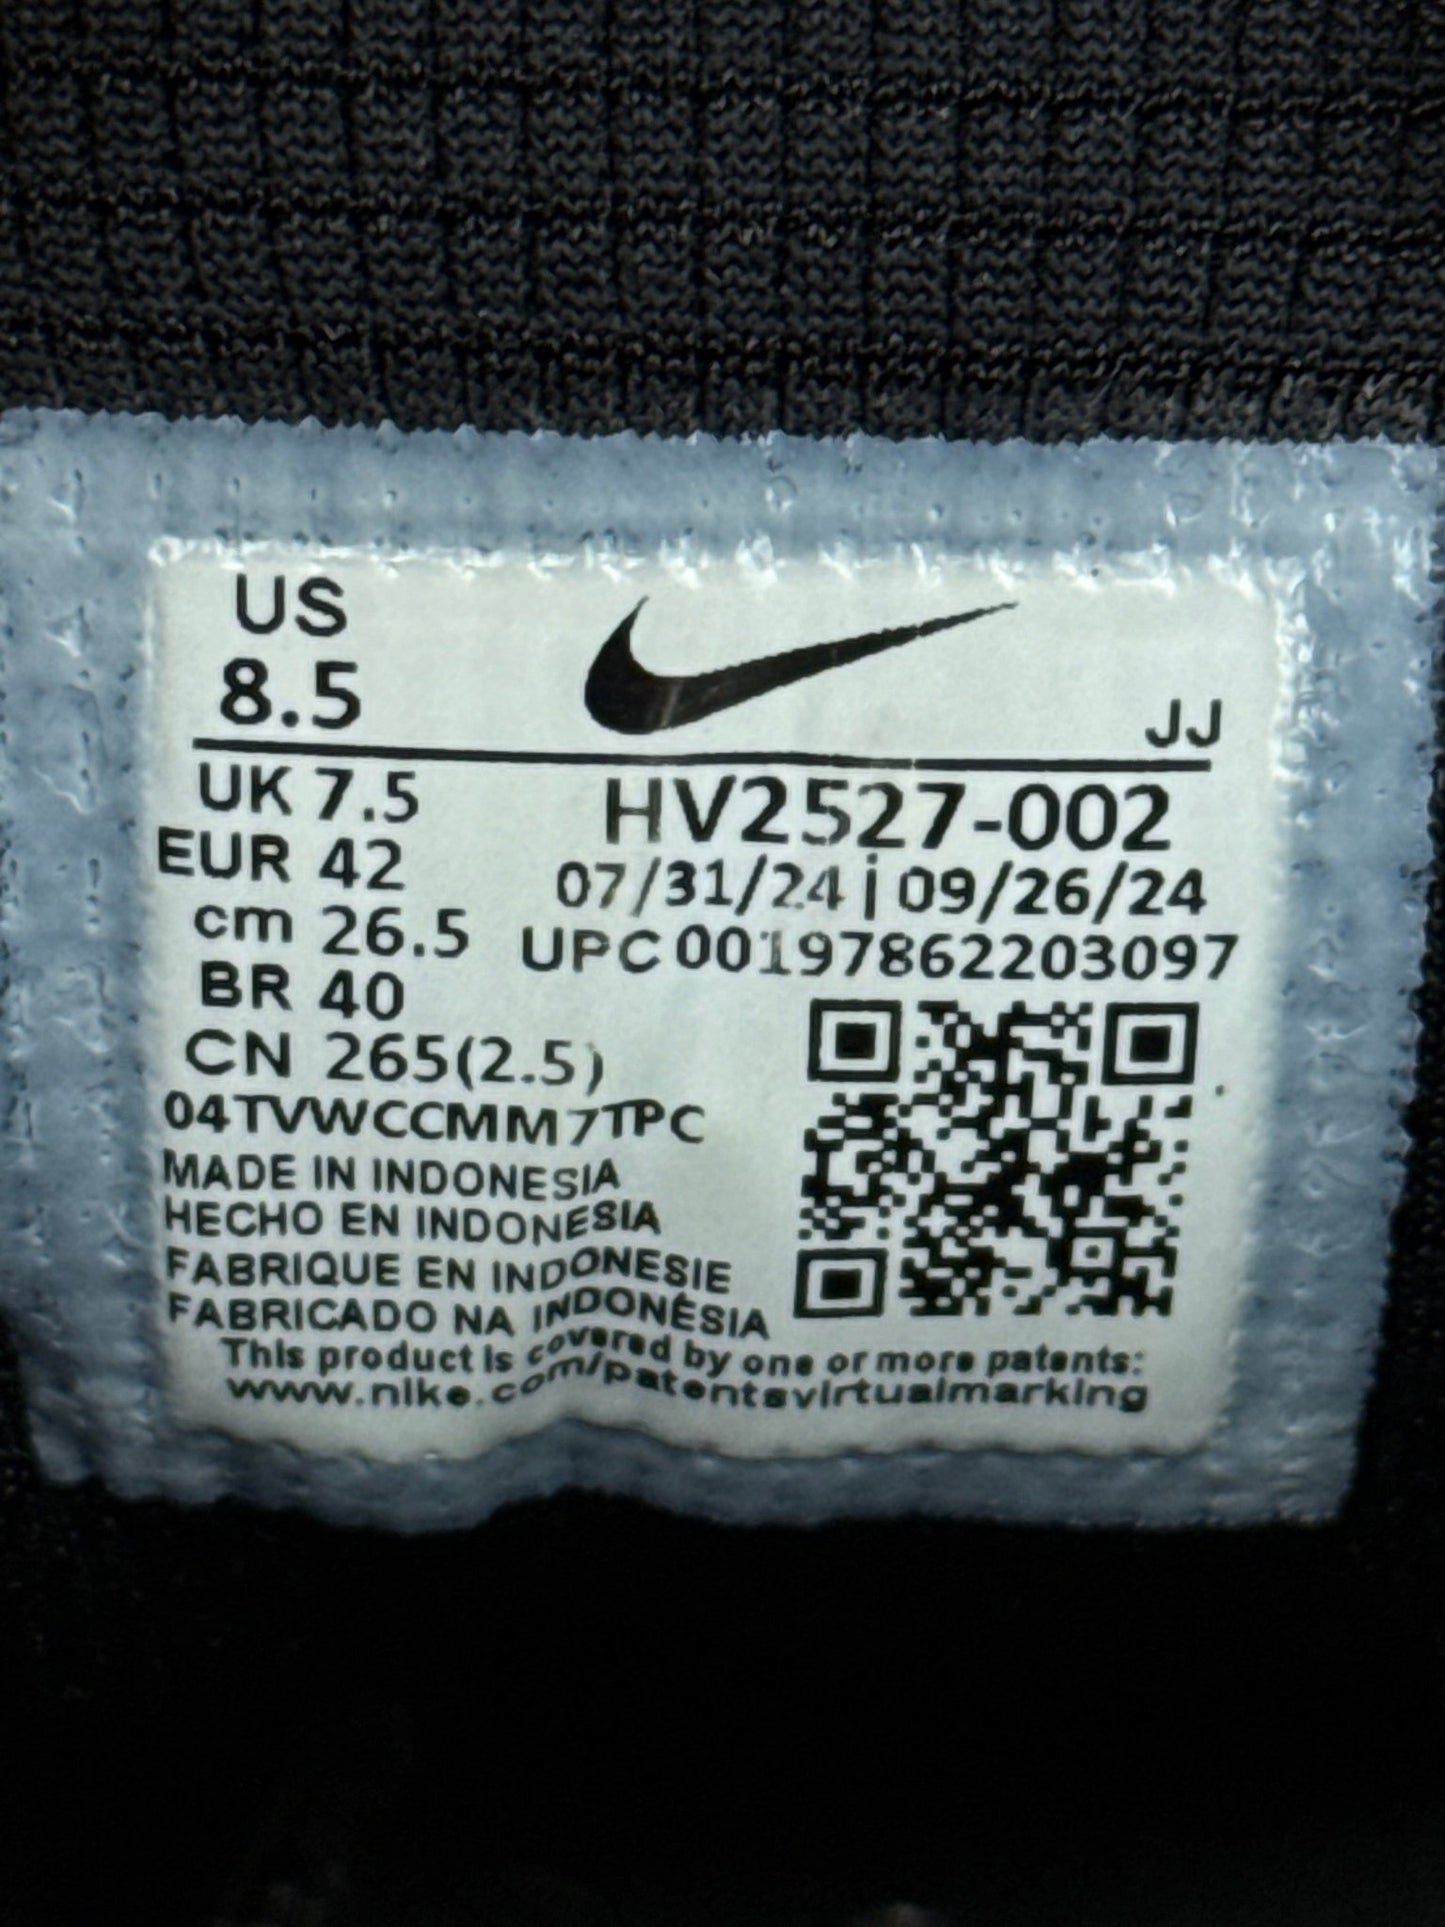 US
8.5
JJ
UK 7.5
HV2527-002
EUR 42
07/31/24 | 09/26/24
cm 26.5
UPC 00197862203097
BR 40
CN 265(2.5)
04TVWCCMM7TPC
MADE IN INDONESIA
HECHO EN INDONESIA
FABRIQUE EN INDONESIE
FABRICADO NA INDONÉSIA
This product is covered by one or more patents:
www.nike.com/patentsvirtualmarking